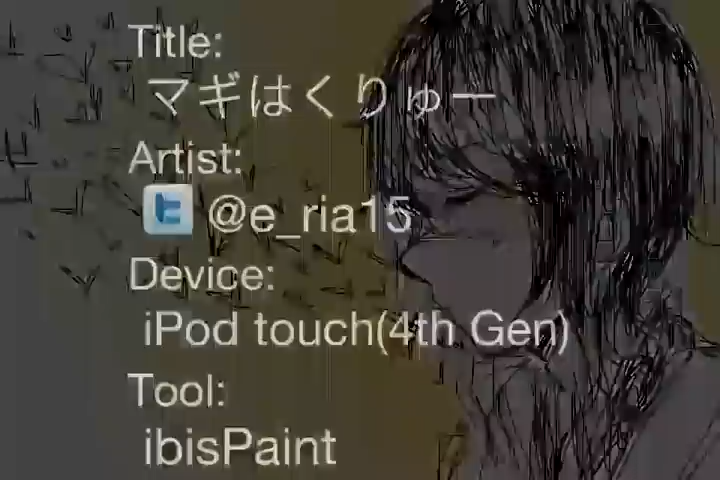 Title:
マギはくりゅー
Artist:
@e_ria15
Device:
iPod touch(4th Gen)
Tool:
ibisPaint